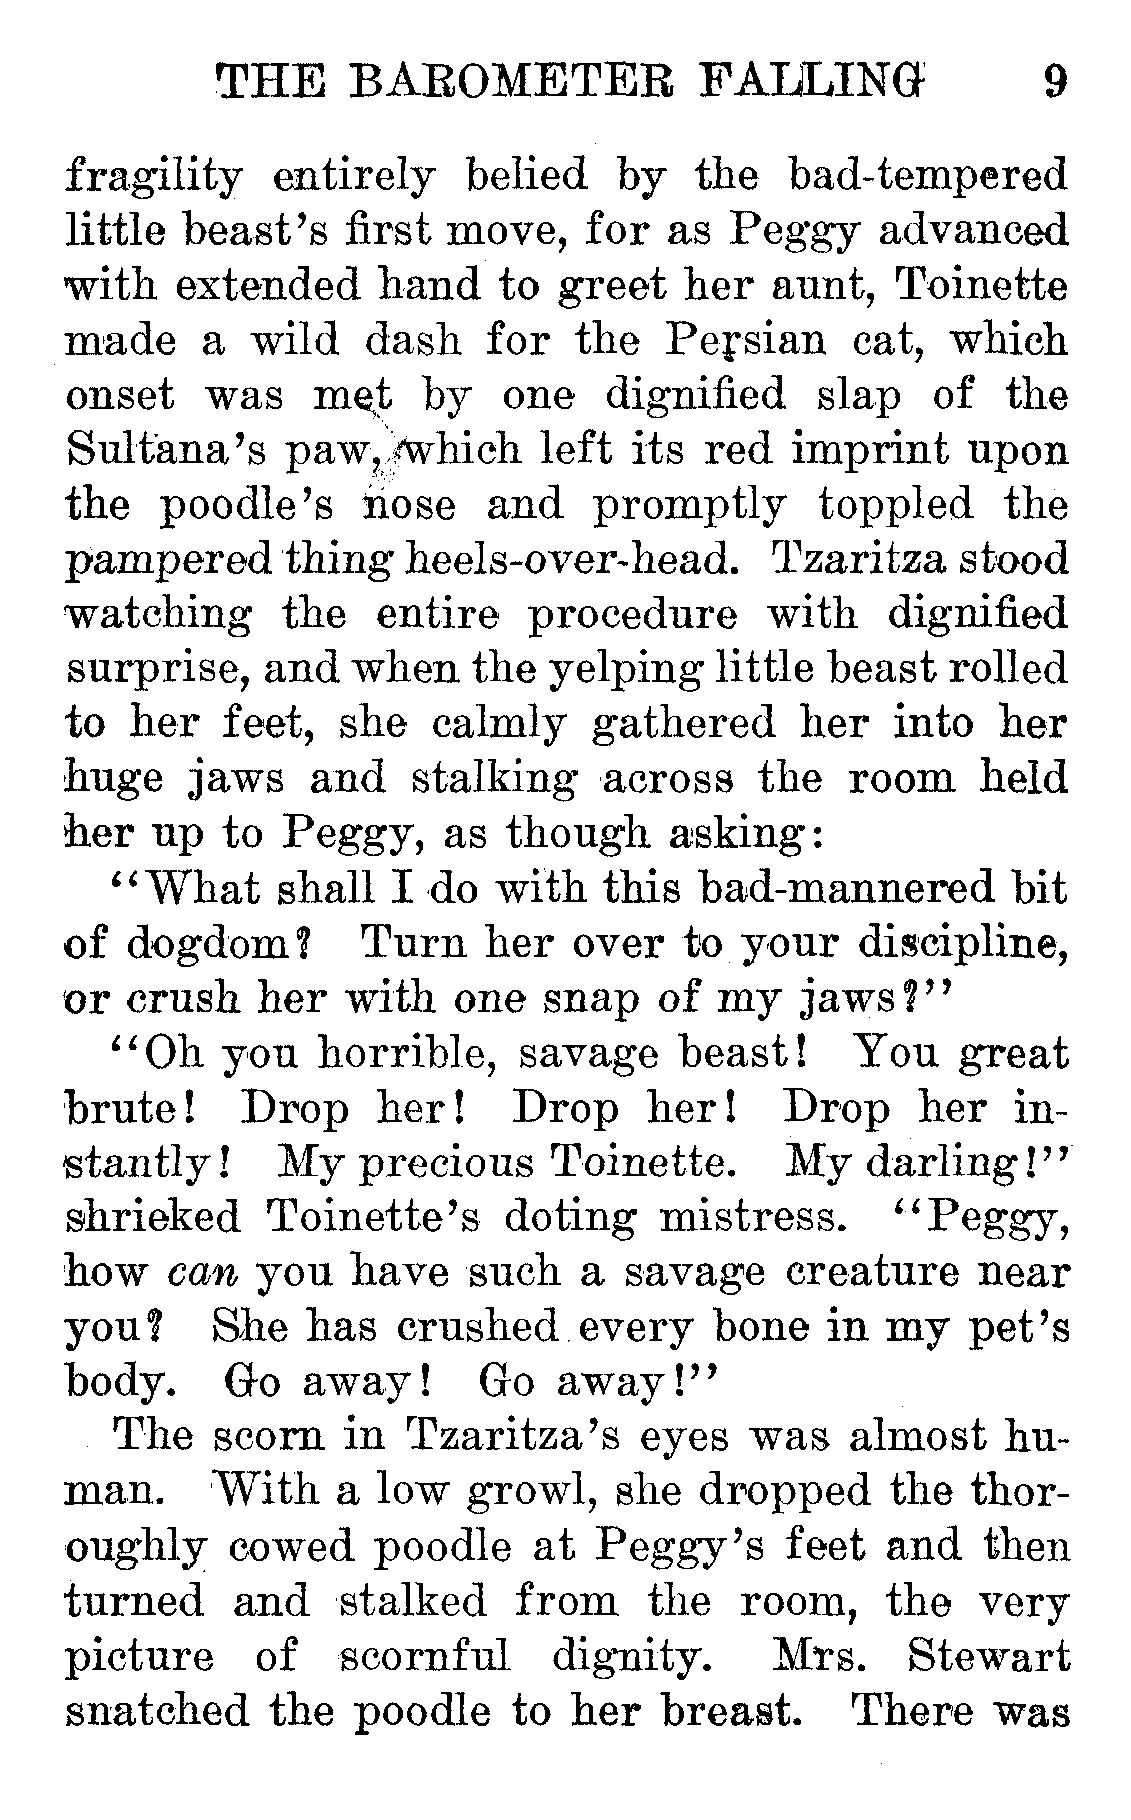 THE BAROMETER FALLING 9
fragility entirely belied by the bad-tempered
little beast's first move, for as Peggy advanced
with extended hand to greet her aunt, Toinette
made a wild dash for the Persian cat, which
onset was met by one dignified slap of the
Sultana's paw, which left its red imprint upon
the poodle's nose and promptly toppled the
pampered thing heels-over-head. Tzaritza stood
watching the entire procedure with dignified
surprise, and when the yelping little beast rolled
to her feet, she calmly gathered her into her
huge jaws and stalking across the room held
her up to Peggy, as though asking:
"What shall I do with this bad-mannered bit
of dogdom? Turn her over to your discipline,
or crush her with one snap of my jaws?"
"Oh you horrible, savage beast! You great
brute! Drop her! Drop her! Drop her in-
stantly! My precious Toinette. My darling!"
shrieked Toinette's doting mistress. "Peggy,
how can you have such a savage creature near
you? She has crushed every bone in my pet's
body. Go away! Go away!"
The scorn in Tzaritza's eyes was almost hu-
man. With a low growl, she dropped the thor-
oughly cowed poodle at Peggy's feet and then
turned and stalked from the room, the very
picture of scornful dignity. Mrs. Stewart
snatched the poodle to her breast. There was